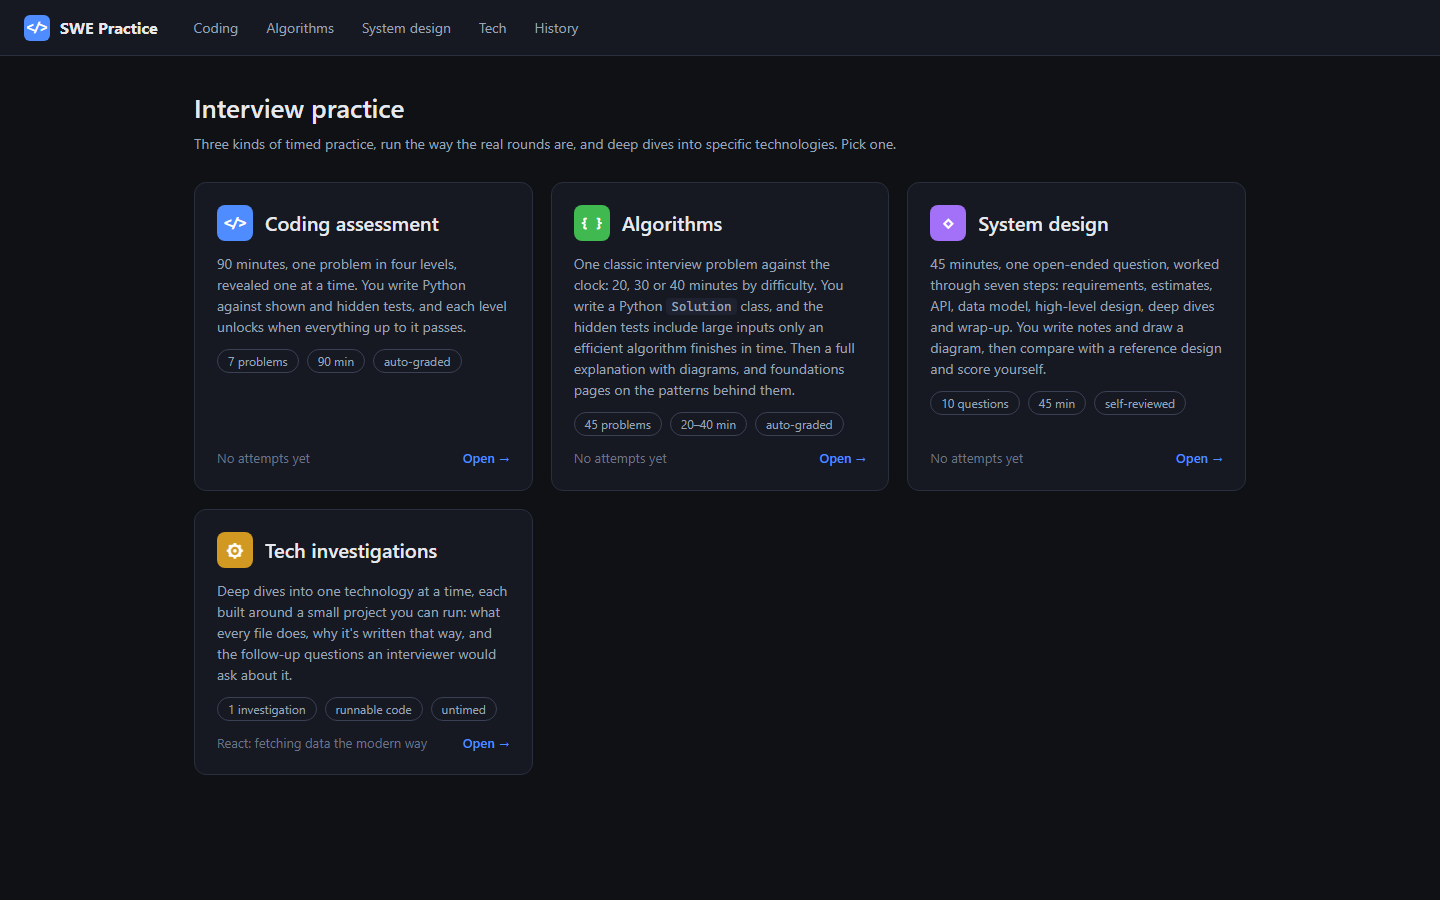 </> SWE Practice Coding Algorithms System design Tech History
Interview practice
Three kinds of timed practice, run the way the real rounds are, and deep dives into specific technologies. Pick one.
</> Coding assessment
90 minutes, one problem in four levels,
revealed one at a time. You write Python
against shown and hidden tests, and each level
unlocks when everything up to it passes.
7 problems 90 min auto-graded
No attempts yet Open →
{ } Algorithms
One classic interview problem against the
clock: 20, 30 or 40 minutes by difficulty. You
write a Python Solution class, and the
hidden tests include large inputs only an
efficient algorithm finishes in time. Then a full
explanation with diagrams, and foundations
pages on the patterns behind them.
45 problems 20–40 min auto-graded
No attempts yet Open →
System design
45 minutes, one open-ended question, worked
through seven steps: requirements, estimates,
API, data model, high-level design, deep dives
and wrap-up. You write notes and draw a
diagram, then compare with a reference design
and score yourself.
10 questions 45 min self-reviewed
No attempts yet Open →
Tech investigations
Deep dives into one technology at a time, each
built around a small project you can run: what
every file does, why it's written that way, and
the follow-up questions an interviewer would
ask about it.
1 investigation runnable code untimed
React: fetching data the modern way Open →